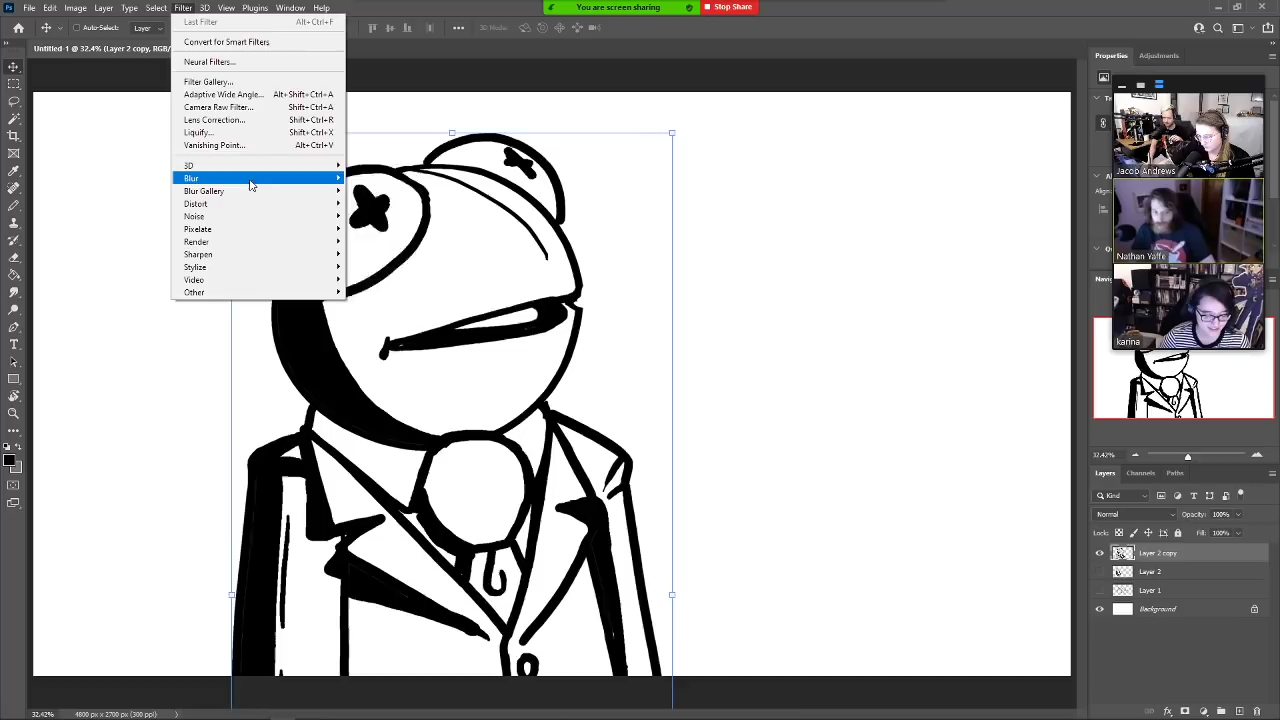 File Edit Image Layer Type Select Filter 3D View Plugins Window Help
You are screen sharing
Stop Share
Auto-Select: Layer
3D Mode:
Untitled-1 @ 32.4% (Layer 2 copy, RGB/
Last Filter Alt+Ctrl+F
Convert for Smart Filters
Neural Filters...
Filter Gallery...
Adaptive Wide Angle... Alt+Shift+Ctrl+A
Camera Raw Filter... Shift+Ctrl+A
Lens Correction... Shift+Ctrl+R
Liquify... Shift+Ctrl+X
Vanishing Point... Alt+Ctrl+V
3D
Blur
Blur Gallery
Distort
Noise
Pixelate
Render
Sharpen
Stylize
Video
Other
Properties Adjustments
Jacob Andrews
Nathan Yaffe
karina
32.42%
Layers Channels Paths
Kind
Normal Opacity: 100%
Lock: Fill: 100%
Layer 2 copy
Layer 2
Layer 1
Background
32.42% 4800 px x 2700 px (300 ppi)